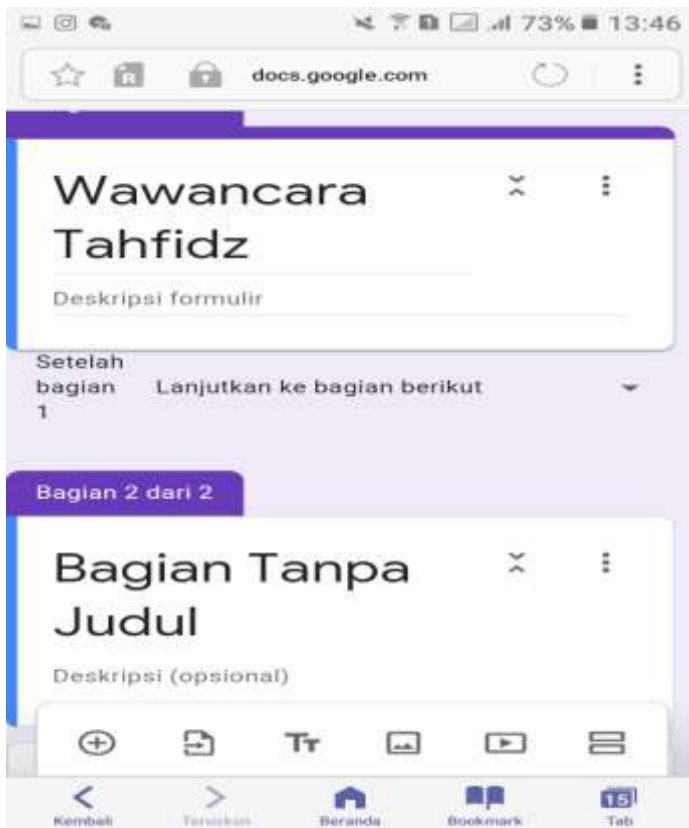 73% 13:46
docs.google.com
Wawancara
Tahfidz
Deskripsi formulir
Setelah
bagian Lanjutkan ke bagian berikut
1
Bagian 2 dari 2
Bagian Tanpa
Judul
Deskripsi (opsional)
Kembali Teruskan Beranda Bookmark 15 Tab